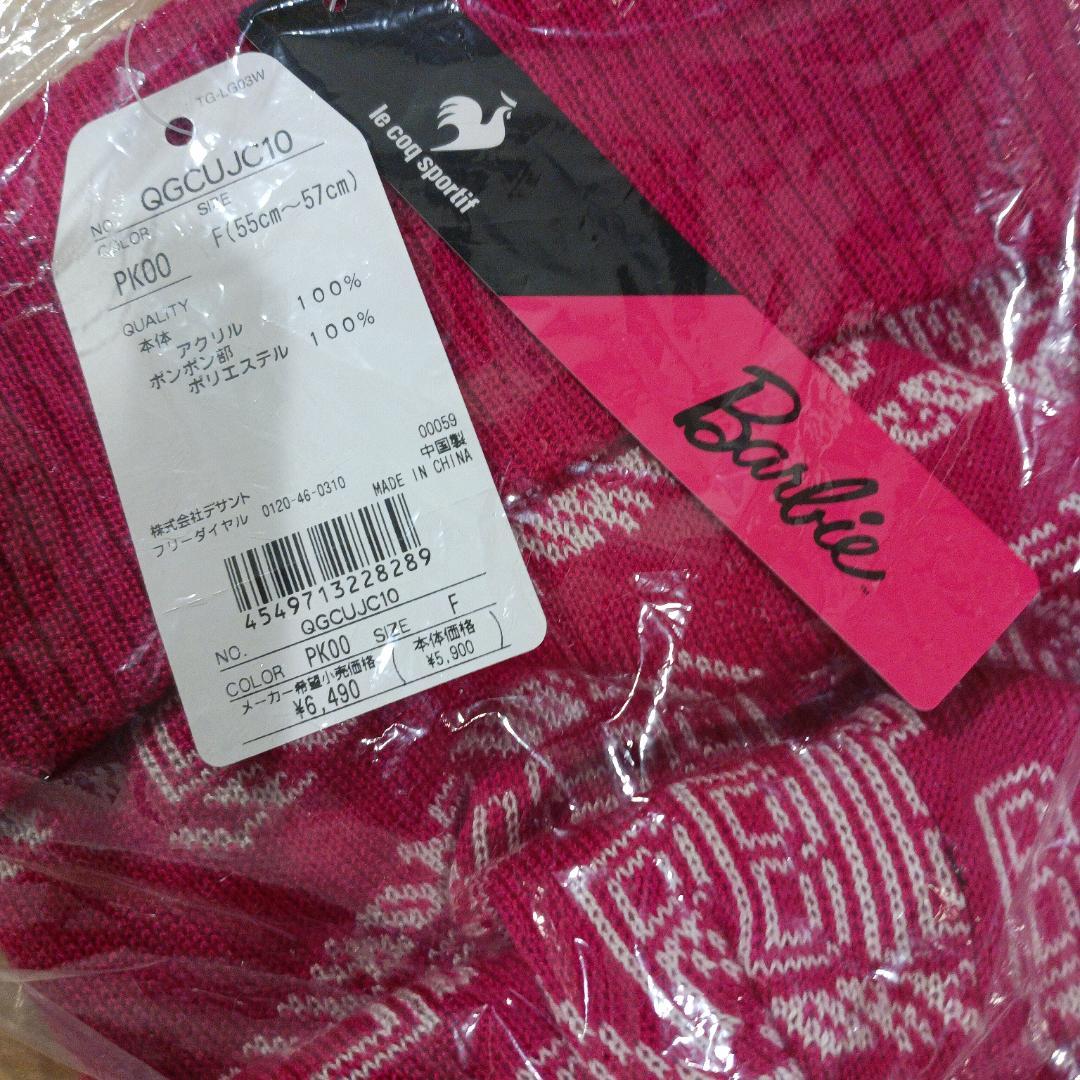 TG-LG03W
NO. QGCUJC10
COLOR SIZE
PK00 F(55cm～57cm)
QUALITY
本体
アクリル 100%
ポンポン部
ポリエステル 100%
00059
中国製
MADE IN CHINA
株式会社デサント
フリーダイヤル 0120-46-0310
4549713228289
NO. QGCUJC10
COLOR PK00 SIZE F
メーカー希望小売価格 本体価格
¥6,490 ¥5,900
le coq sportif
Barbie